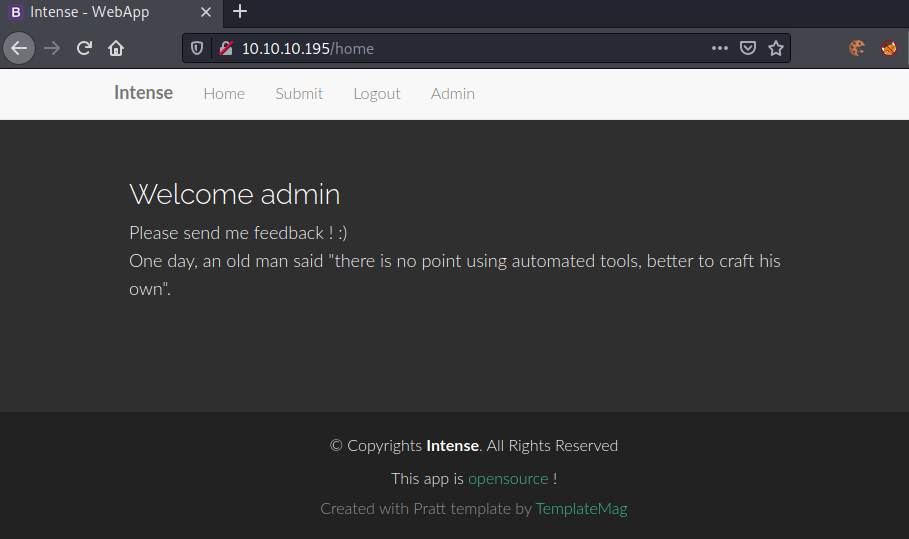 Intense - WebApp
10.10.10.195/home
Intense Home Submit Logout Admin
Welcome admin
Please send me feedback ! :)
One day, an old man said "there is no point using automated tools, better to craft his
own".
© Copyrights Intense. All Rights Reserved
This app is opensource !
Created with Pratt template by TemplateMag